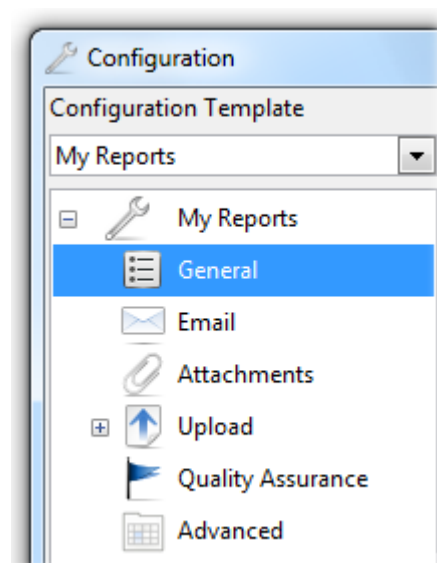 Configuration
Configuration Template
My Reports
My Reports
General
Email
Attachments
Upload
Quality Assurance
Advanced